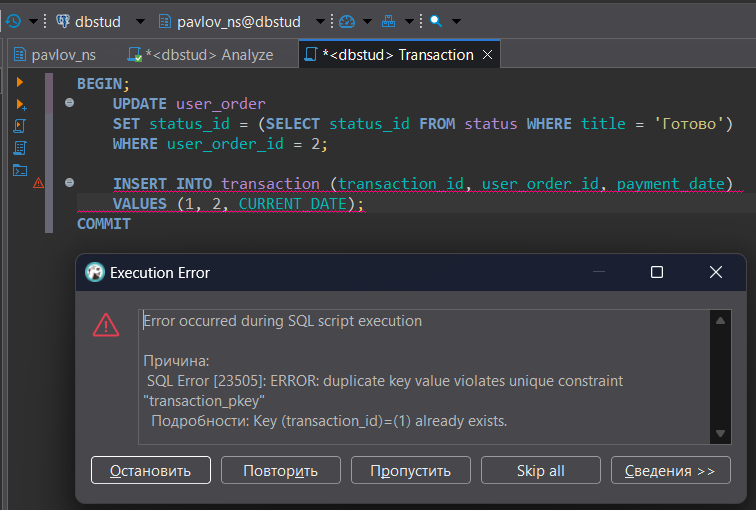 dbstud pavlov_ns@dbstud
pavlov_ns *<dbstud> Analyze *<dbstud> Transaction
BEGIN;
UPDATE user_order
SET status_id = (SELECT status_id FROM status WHERE title = 'Готово')
WHERE user_order_id = 2;
INSERT INTO transaction (transaction_id, user_order_id, payment_date)
VALUES (1, 2, CURRENT_DATE);
COMMIT
Execution Error
Error occurred during SQL script execution
Причина:
SQL Error [23505]: ERROR: duplicate key value violates unique constraint
"transaction_pkey"
Подробности: Key (transaction_id)=(1) already exists.
Остановить Повторить Пропустить Skip all Сведения >>